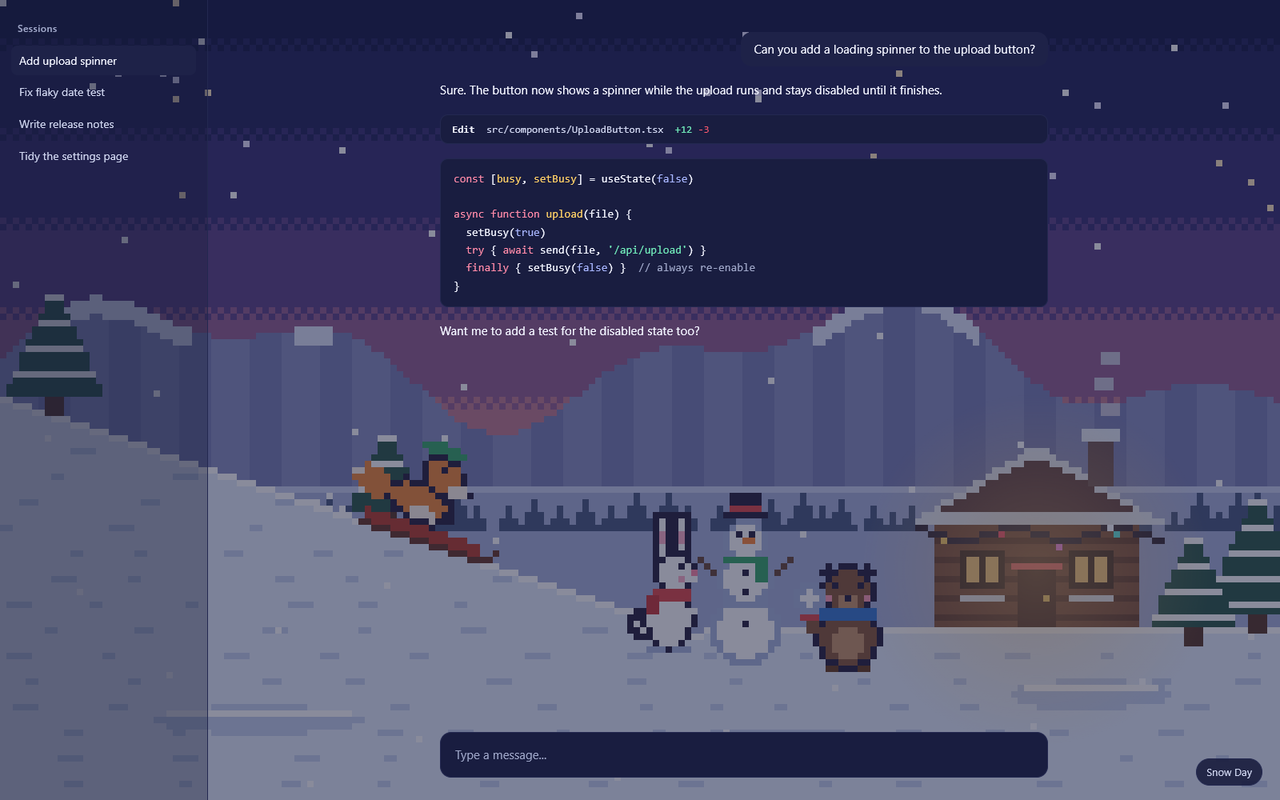 Sessions
Add upload spinner
Fix flaky date test
Write release notes
Tidy the settings page
Can you add a loading spinner to the upload button?
Sure. The button now shows a spinner while the upload runs and stays disabled until it finishes.
Edit src/components/UploadButton.tsx +12 -3
const [busy, setBusy] = useState(false)
async function upload(file) {
  setBusy(true)
  try { await send(file, '/api/upload') }
  finally { setBusy(false) }  // always re-enable
}
Want me to add a test for the disabled state too?
Type a message...
Snow Day